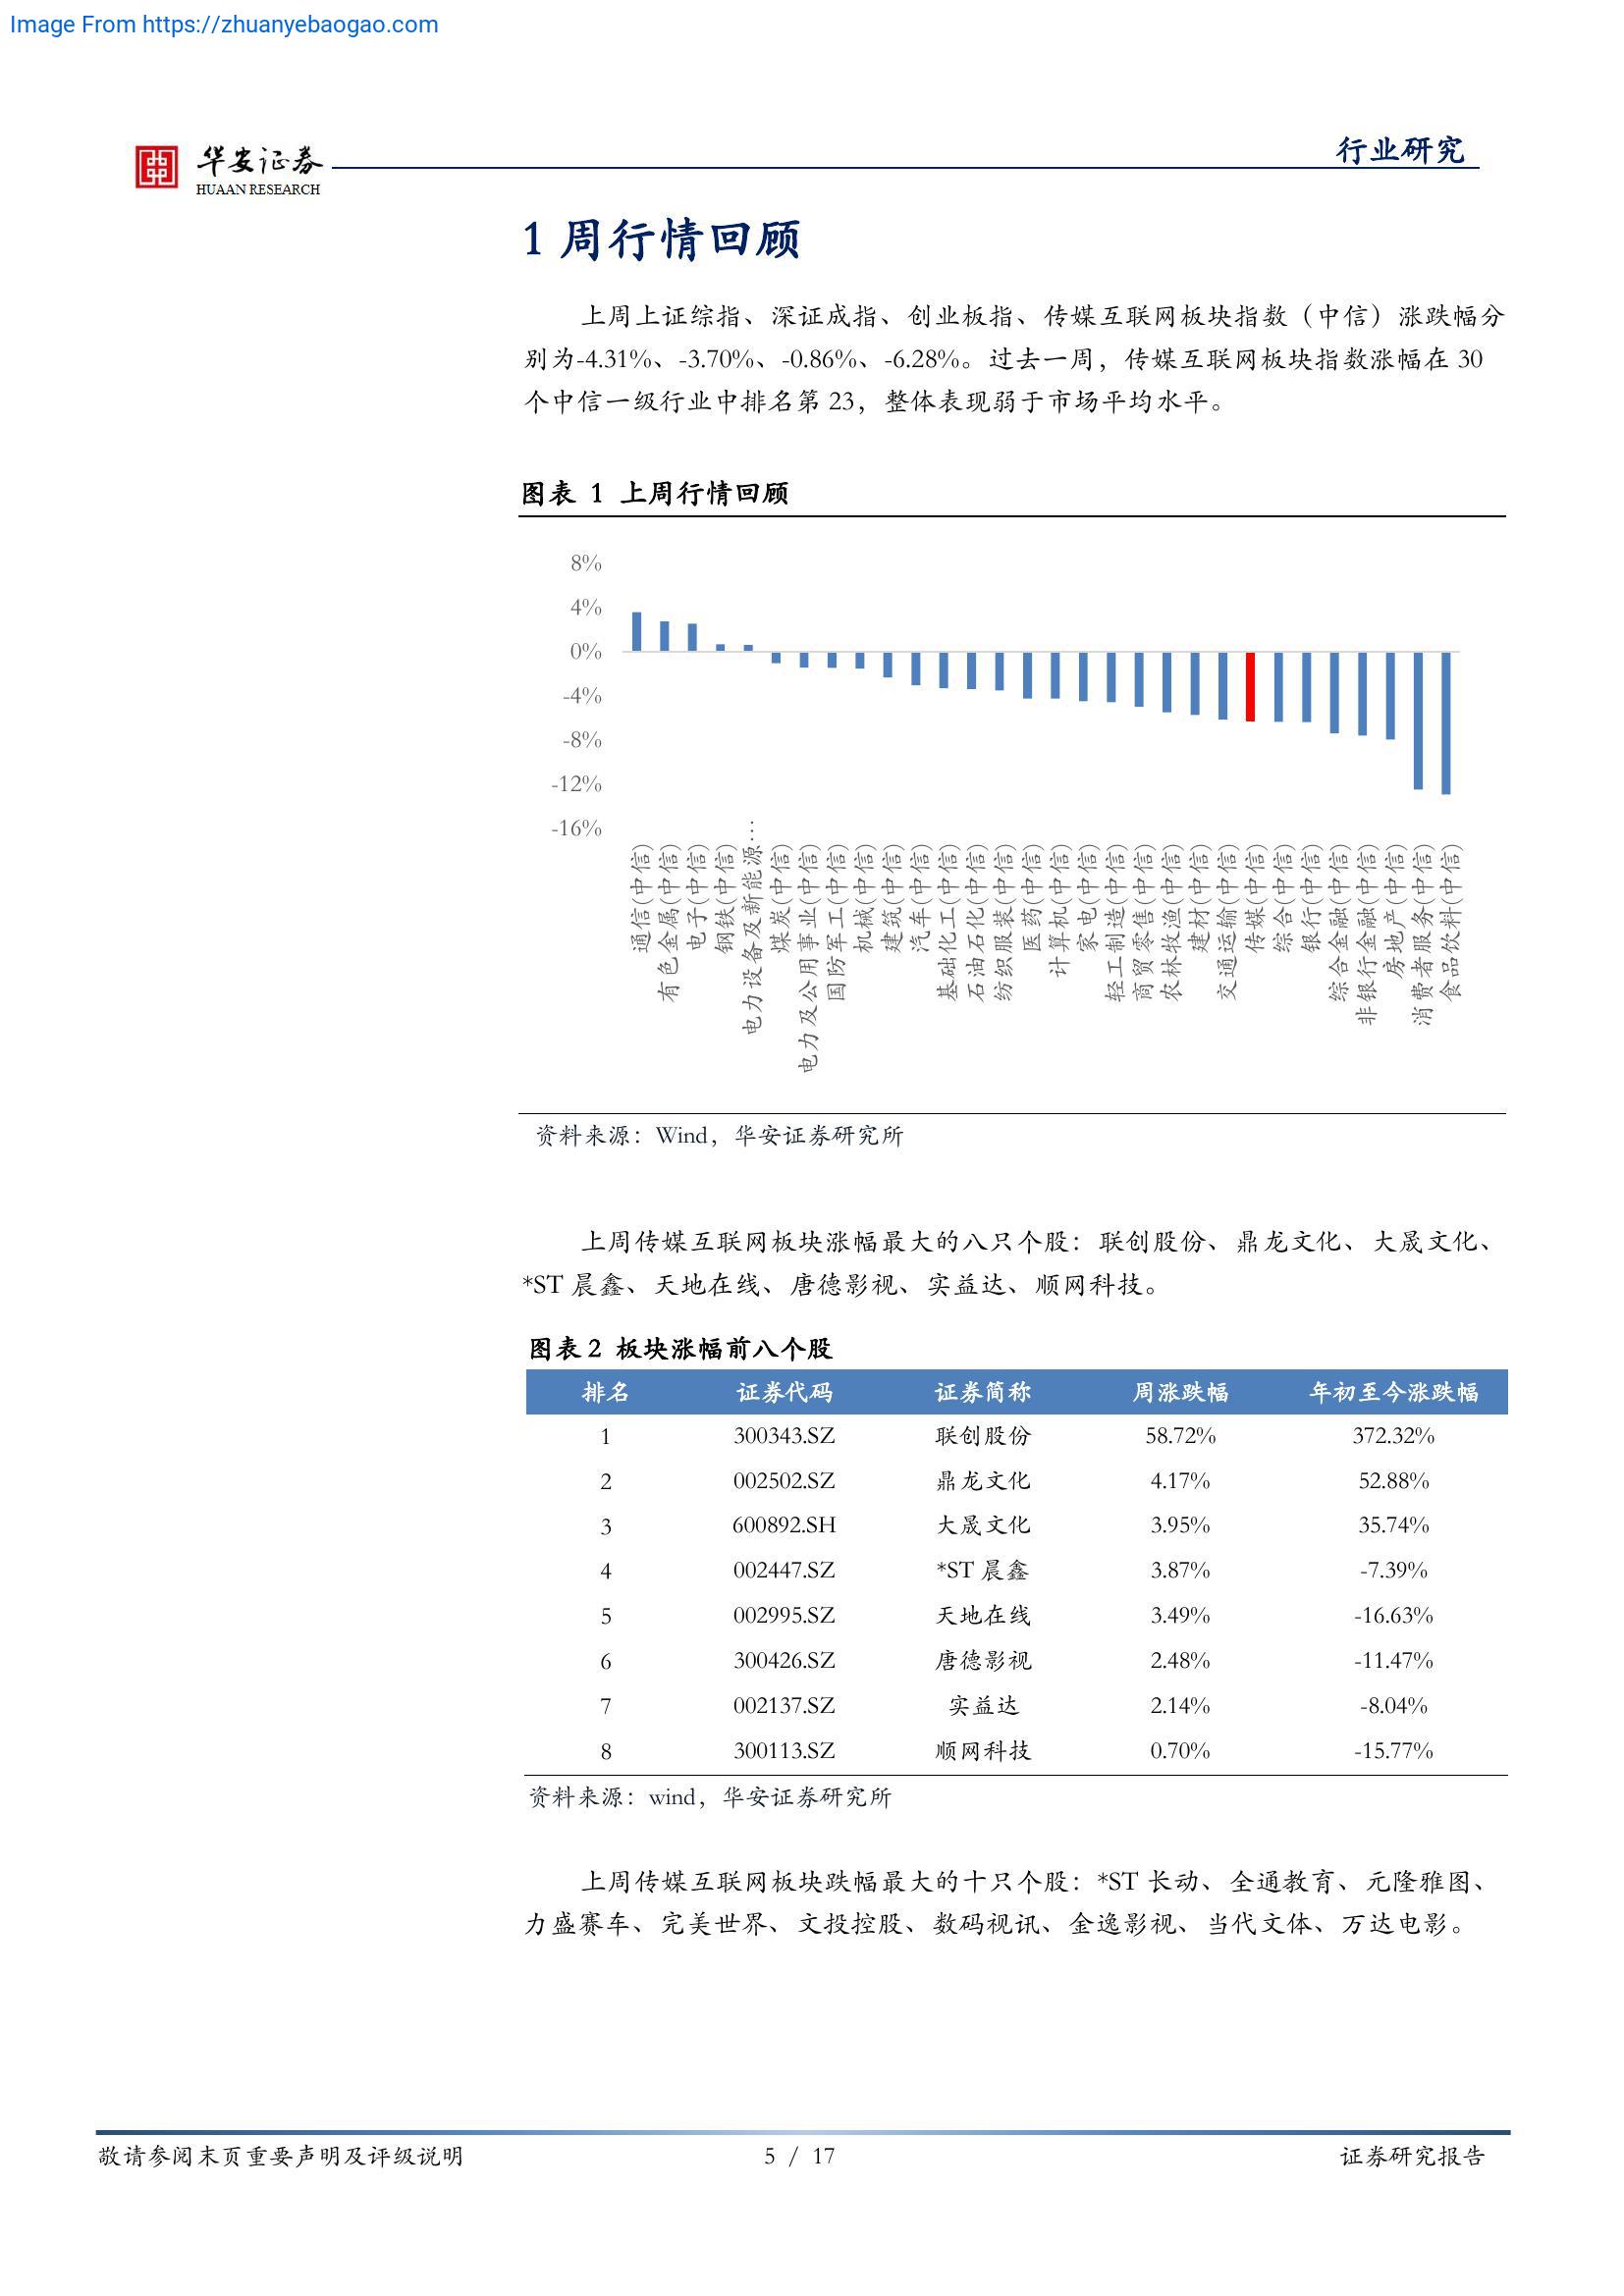 Image From https://zhuanyebaogao.com
华安证券
HUAAN RESEARCH
行业研究
1 周行情回顾
上周上证综指、深证成指、创业板指、传媒互联网板块指数（中信）涨跌幅分
别为-4.31%、-3.70%、-0.86%、-6.28%。过去一周，传媒互联网板块指数涨幅在 30
个中信一级行业中排名第 23，整体表现弱于市场平均水平。
图表 1 上周行情回顾
8%
4%
0%
-4%
-8%
-12%
-16%
通信(中信)
有色金属(中信)
电子(中信)
钢铁(中信)
电力设备及新能源…
煤炭(中信)
电力及公用事业(中信)
国防军工(中信)
机械(中信)
建筑(中信)
汽车(中信)
基础化工(中信)
石油石化(中信)
纺织服装(中信)
医药(中信)
计算机(中信)
家电(中信)
轻工制造(中信)
商贸零售(中信)
农林牧渔(中信)
建材(中信)
交通运输(中信)
传媒(中信)
综合(中信)
银行(中信)
综合金融(中信)
非银行金融(中信)
房地产(中信)
消费者服务(中信)
食品饮料(中信)
资料来源：Wind，华安证券研究所
上周传媒互联网板块涨幅最大的八只个股：联创股份、鼎龙文化、大晟文化、
*ST 晨鑫、天地在线、唐德影视、实益达、顺网科技。
图表 2 板块涨幅前八个股
排名 证券代码 证券简称 周涨跌幅 年初至今涨跌幅
1 300343.SZ 联创股份 58.72% 372.32%
2 002502.SZ 鼎龙文化 4.17% 52.88%
3 600892.SH 大晟文化 3.95% 35.74%
4 002447.SZ *ST 晨鑫 3.87% -7.39%
5 002995.SZ 天地在线 3.49% -16.63%
6 300426.SZ 唐德影视 2.48% -11.47%
7 002137.SZ 实益达 2.14% -8.04%
8 300113.SZ 顺网科技 0.70% -15.77%
资料来源：wind，华安证券研究所
上周传媒互联网板块跌幅最大的十只个股：*ST 长动、全通教育、元隆雅图、
力盛赛车、完美世界、文投控股、数码视讯、金逸影视、当代文体、万达电影。
敬请参阅末页重要声明及评级说明
5 / 17
证券研究报告